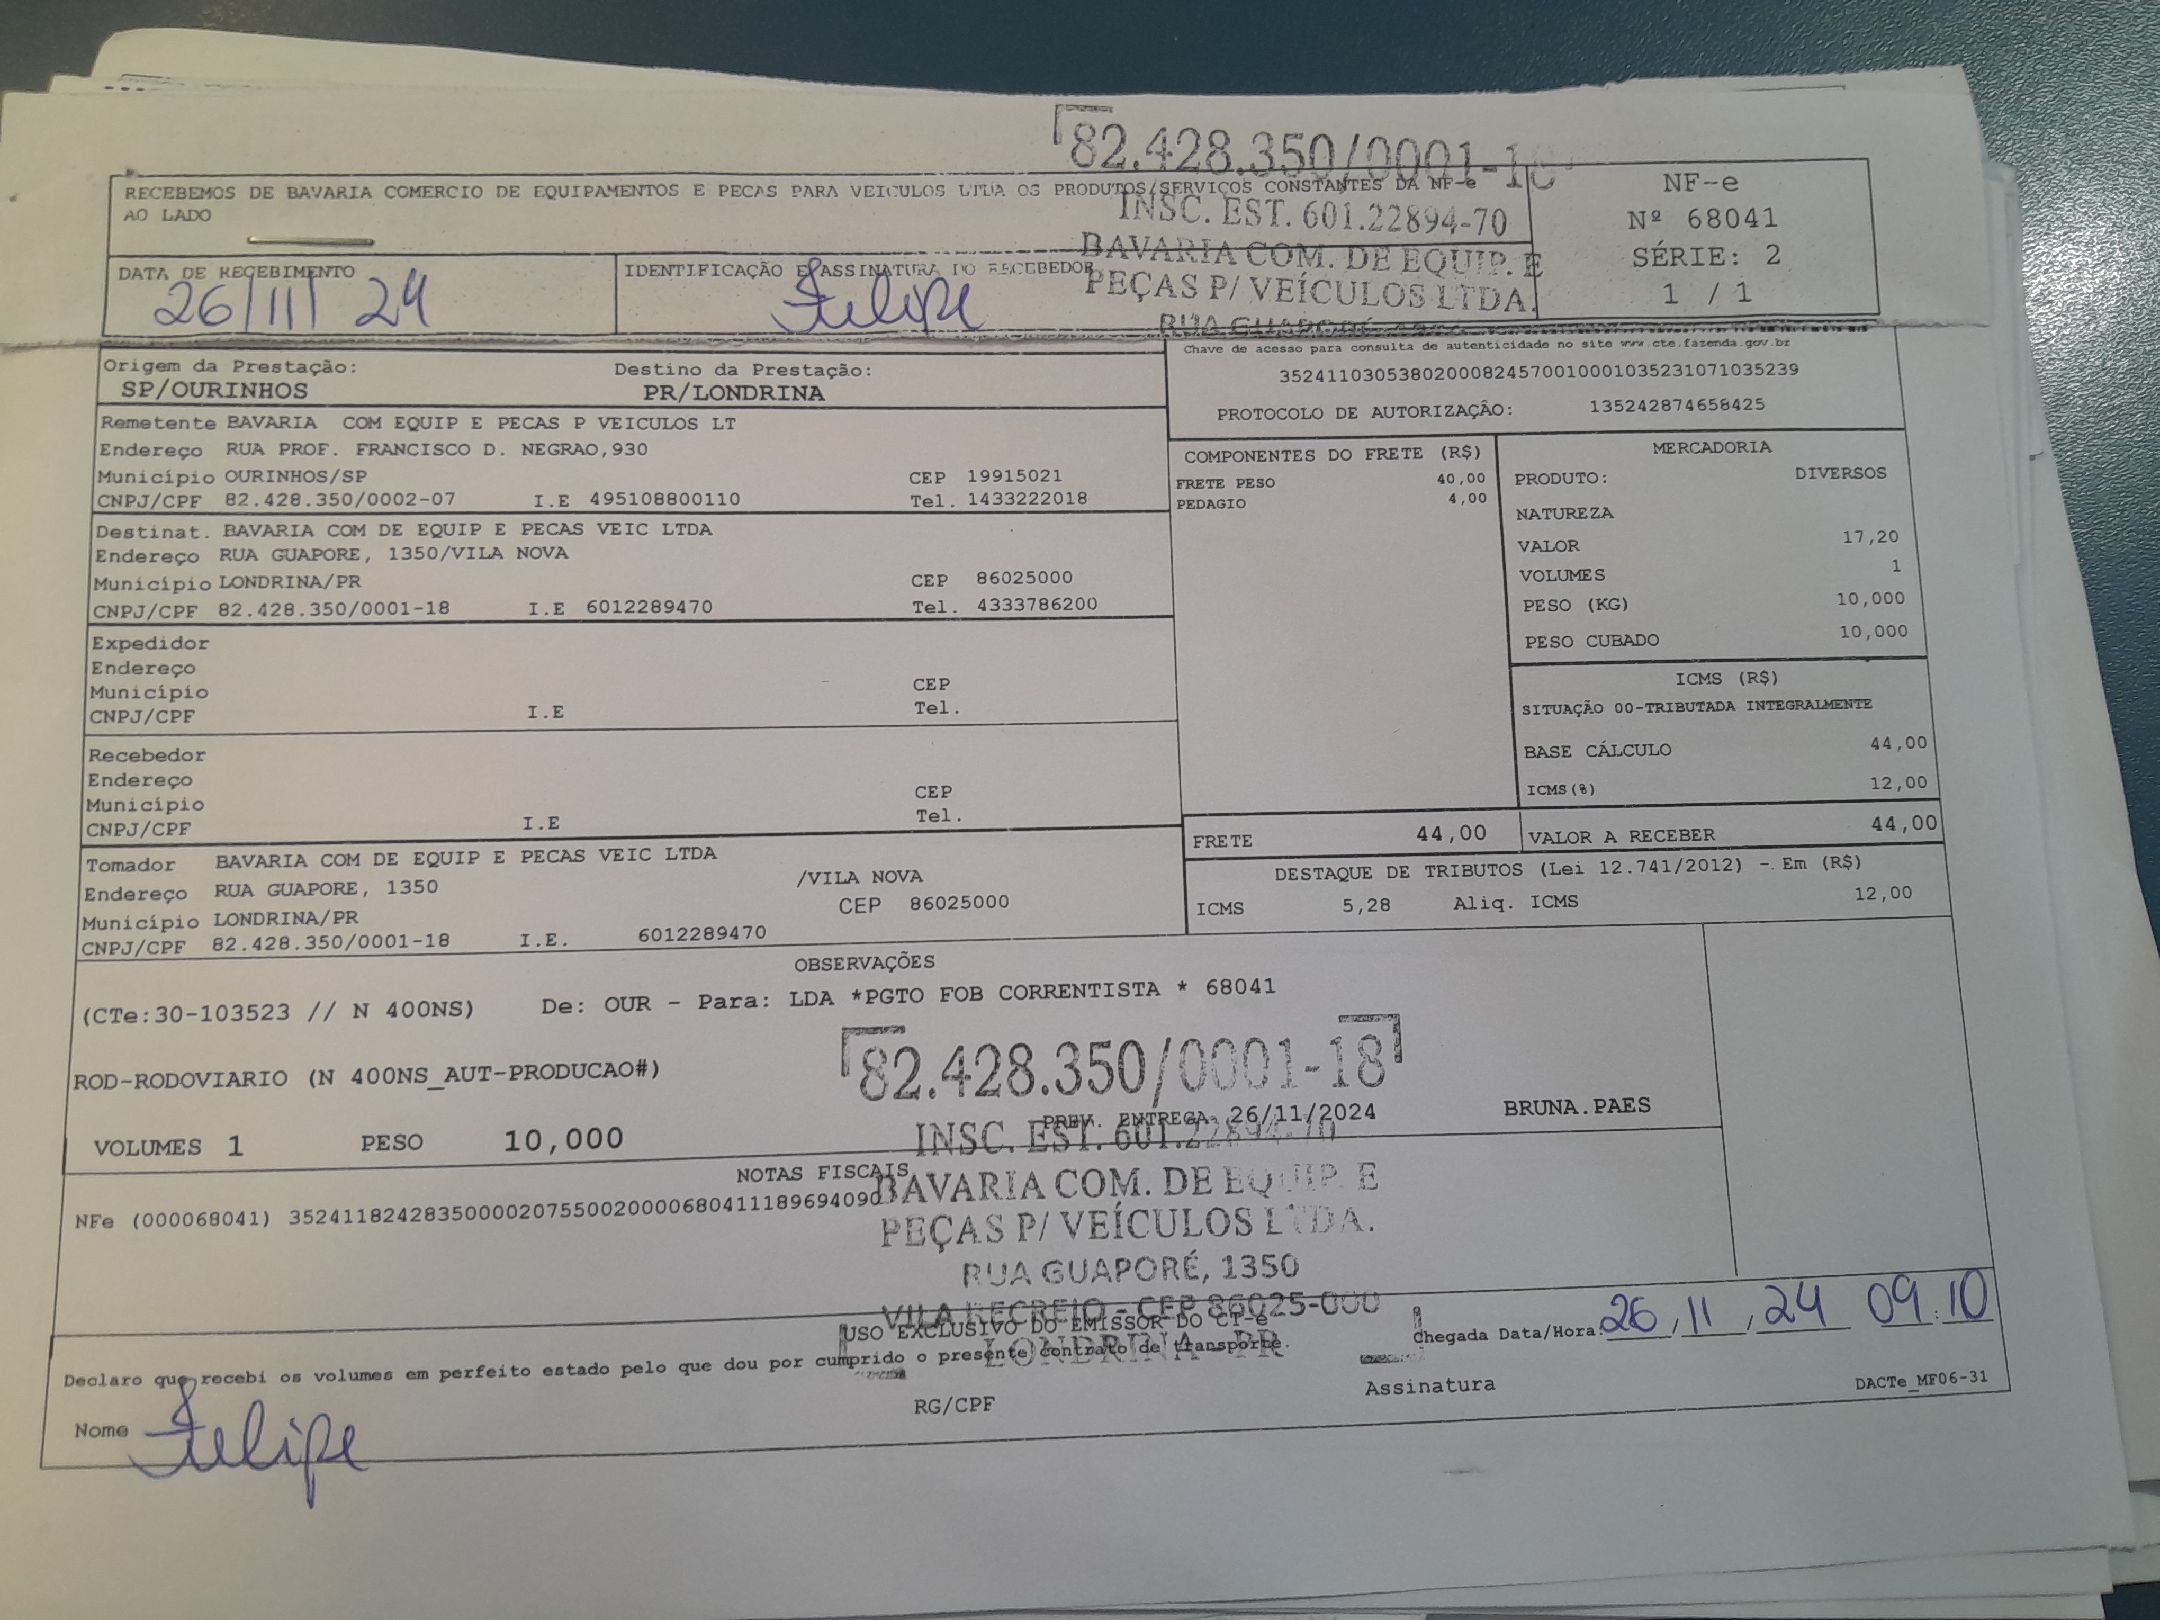 82.428.350/0001-18
RECEBEMOS DE BAVARIA COMERCIO DE EQUIPAMENTOS E PECAS PARA VEICULOS LTDA OS PRODUTOS/SERVIÇOS CONSTANTES DA NF-e
AO LADO
INSC. EST. 601.22894-70
BAVARIA COM. DE EQUIP. E
PEÇAS P/ VEÍCULOS LTDA.
RUA GUAPORÉ
NF-e
Nº 68041
SÉRIE: 2
1 / 1
DATA DE RECEBIMENTO
26/11/24
IDENTIFICAÇÃO E ASSINATURA DO RECEBEDOR
Felipe
Origem da Prestação:
SP/OURINHOS
Destino da Prestação:
PR/LONDRINA
Chave de acesso para consulta de autenticidade no site www.cte.fazenda.gov.br
35241103053802000824570010001035231071035239
PROTOCOLO DE AUTORIZAÇÃO: 135242874658425
Remetente BAVARIA COM EQUIP E PECAS P VEICULOS LT
Endereço RUA PROF. FRANCISCO D. NEGRAO,930
Município OURINHOS/SP CEP 19915021
CNPJ/CPF 82.428.350/0002-07 I.E 495108800110 Tel. 1433222018
Destinat. BAVARIA COM DE EQUIP E PECAS VEIC LTDA
Endereço RUA GUAPORE, 1350/VILA NOVA
Município LONDRINA/PR CEP 86025000
CNPJ/CPF 82.428.350/0001-18 I.E 6012289470 Tel. 4333786200
Expedidor
Endereço
Município CEP
CNPJ/CPF I.E Tel.
Recebedor
Endereço
Município CEP
CNPJ/CPF I.E Tel.
Tomador BAVARIA COM DE EQUIP E PECAS VEIC LTDA
Endereço RUA GUAPORE, 1350 /VILA NOVA
Município LONDRINA/PR CEP 86025000
CNPJ/CPF 82.428.350/0001-18 I.E. 6012289470
COMPONENTES DO FRETE (R$)
FRETE PESO 40,00
PEDAGIO 4,00
MERCADORIA
PRODUTO: DIVERSOS
NATUREZA
VALOR 17,20
VOLUMES 1
PESO (KG) 10,000
PESO CUBADO 10,000
ICMS (R$)
SITUAÇÃO 00-TRIBUTADA INTEGRALMENTE
BASE CÁLCULO 44,00
ICMS(%) 12,00
FRETE 44,00 VALOR A RECEBER 44,00
DESTAQUE DE TRIBUTOS (Lei 12.741/2012) - Em (R$)
ICMS 5,28 Aliq. ICMS 12,00
OBSERVAÇÕES
(CTe:30-103523 // N 400NS) De: OUR - Para: LDA *PGTO FOB CORRENTISTA * 68041
ROD-RODOVIARIO (N 400NS_AUT-PRODUCAO#)
82.428.350/0001-18
PREV. ENTREGA 26/11/2024 BRUNA.PAES
VOLUMES 1 PESO 10,000
INSC. EST. 601.22894-70
NOTAS FISCAIS
BAVARIA COM. DE EQUIP. E
NFe (000068041) 35241182428350000207550020000680411189694090
PEÇAS P/ VEÍCULOS LTDA.
RUA GUAPORÉ, 1350
VILA RECREIO - CEP 86025-000
LONDRINA - PR
USO EXCLUSIVO DO EMISSOR DO CT-e
Chegada Data/Hora: 26/11/24 09:10
Declaro que recebi os volumes em perfeito estado pelo que dou por cumprido o presente contrato de transporte.
Nome Felipe RG/CPF Assinatura
DACTe_MF06-31